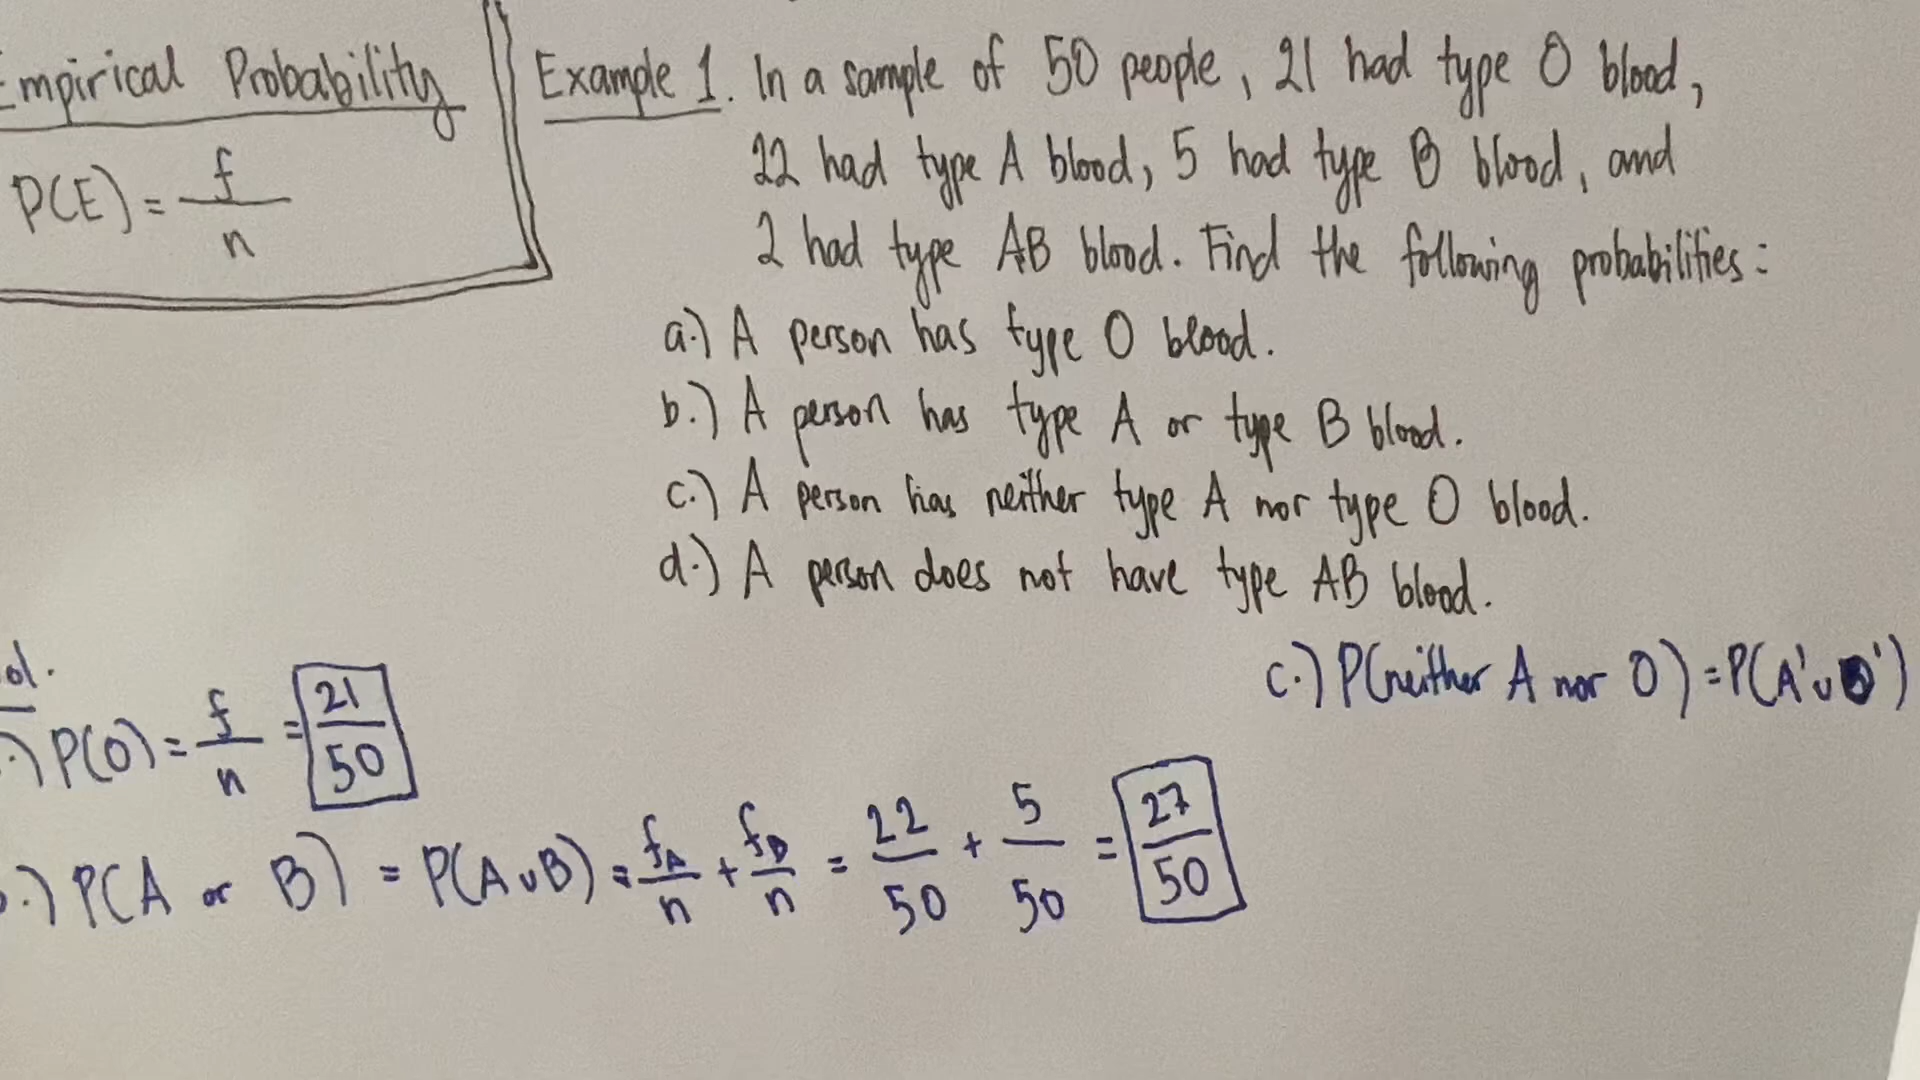 Empirical Probability
P(E) = f/n
Example 1. In a sample of 50 people, 21 had type O blood,
22 had type A blood, 5 had type B blood, and
2 had type AB blood. Find the following probabilities:
a.) A person has type O blood.
b.) A person has type A or type B blood.
c.) A person has neither type A nor type O blood.
d.) A person does not have type AB blood.
ol.
.) P(O) = f/n = 21/50
b.) P(A or B) = P(A∪B) = fA/n + fB/n = 22/50 + 5/50 = 27/50
c.) P(neither A nor O) = P(A'∪O')